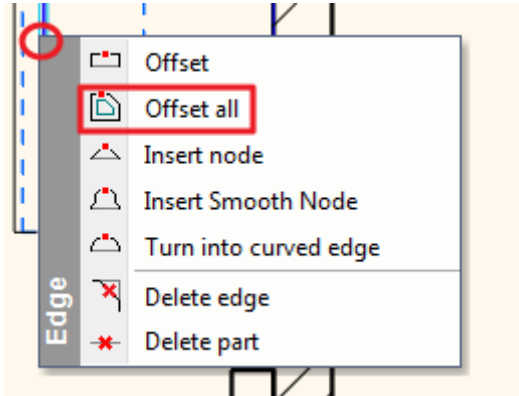 Offset
Offset all
Insert node
Insert Smooth Node
Turn into curved edge
Delete edge
Delete part
Edge